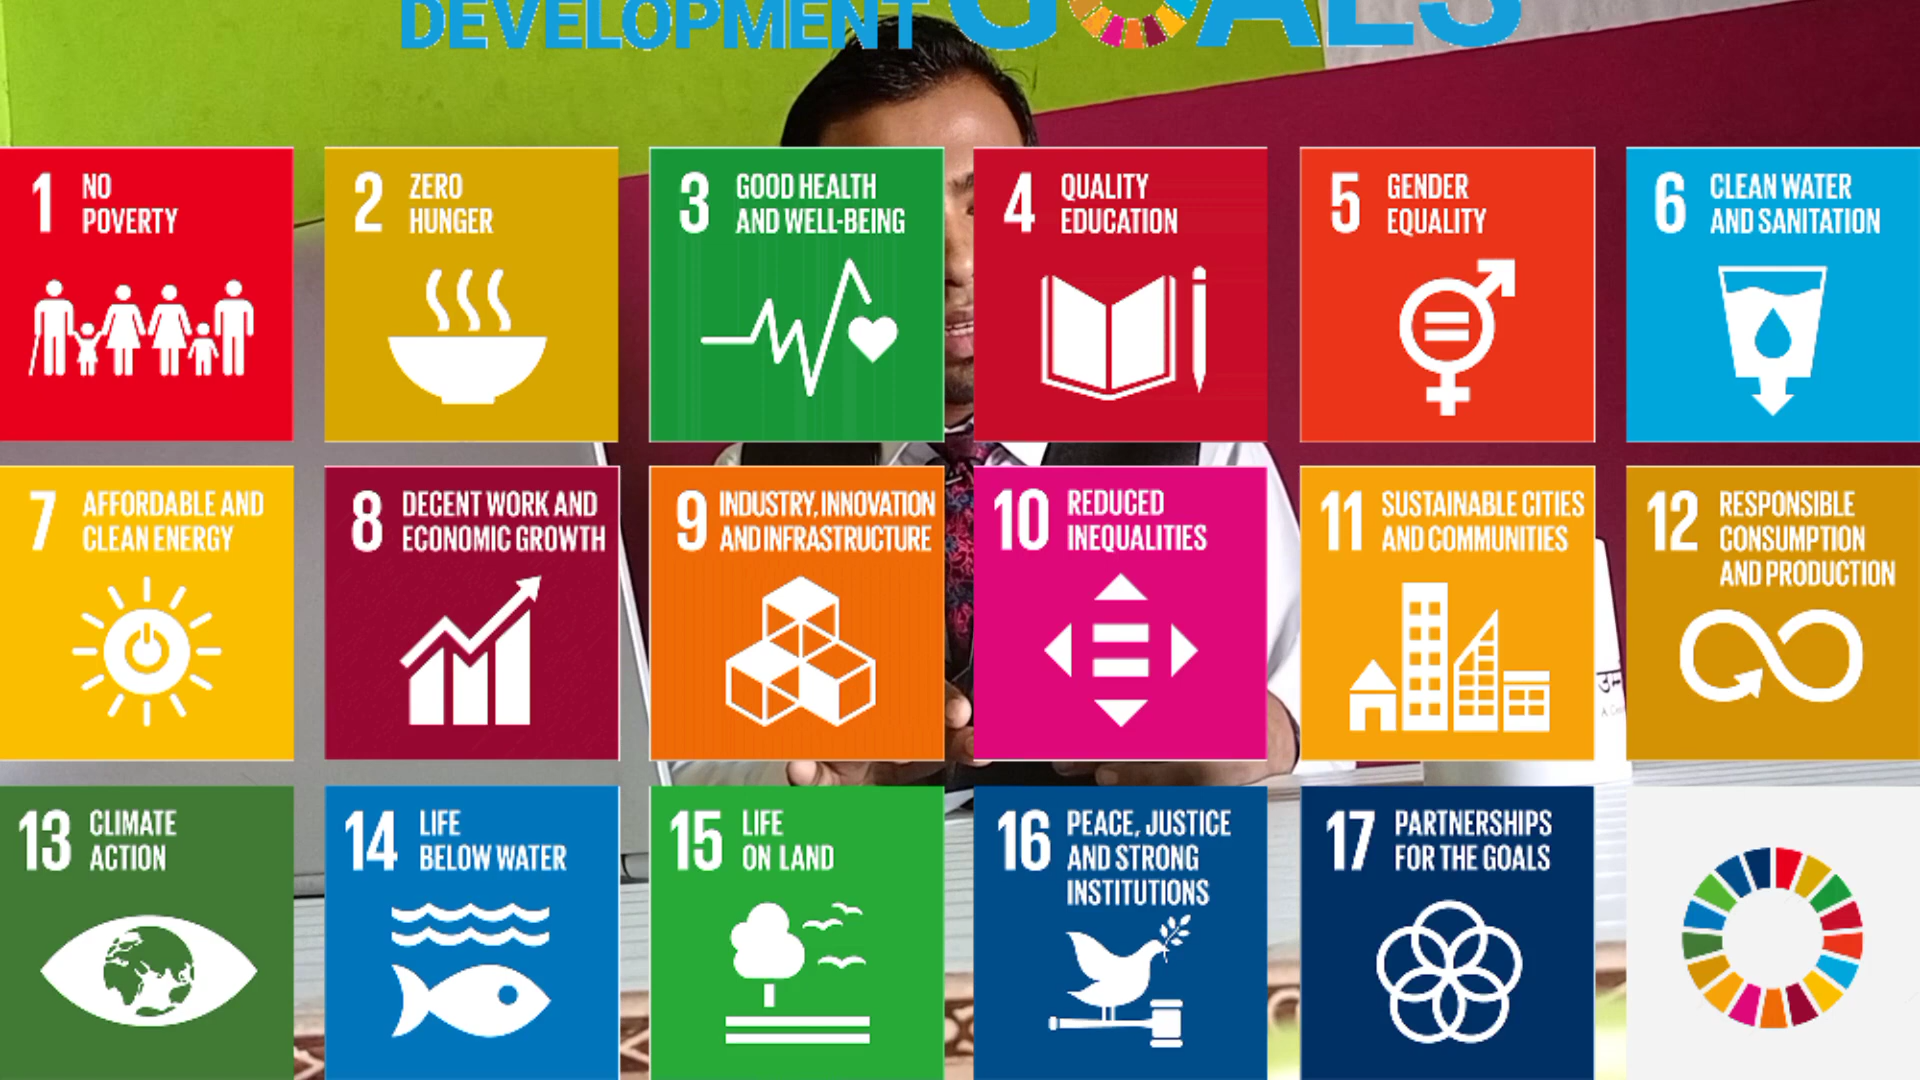 DEVELOPMENT GOALS
1 NO
POVERTY
2 ZERO
HUNGER
3 GOOD HEALTH
AND WELL-BEING
4 QUALITY
EDUCATION
5 GENDER
EQUALITY
6 CLEAN WATER
AND SANITATION
7 AFFORDABLE AND
CLEAN ENERGY
8 DECENT WORK AND
ECONOMIC GROWTH
9 INDUSTRY, INNOVATION
AND INFRASTRUCTURE
10 REDUCED
INEQUALITIES
11 SUSTAINABLE CITIES
AND COMMUNITIES
12 RESPONSIBLE
CONSUMPTION
AND PRODUCTION
13 CLIMATE
ACTION
14 LIFE
BELOW WATER
15 LIFE
ON LAND
16 PEACE, JUSTICE
AND STRONG
INSTITUTIONS
17 PARTNERSHIPS
FOR THE GOALS